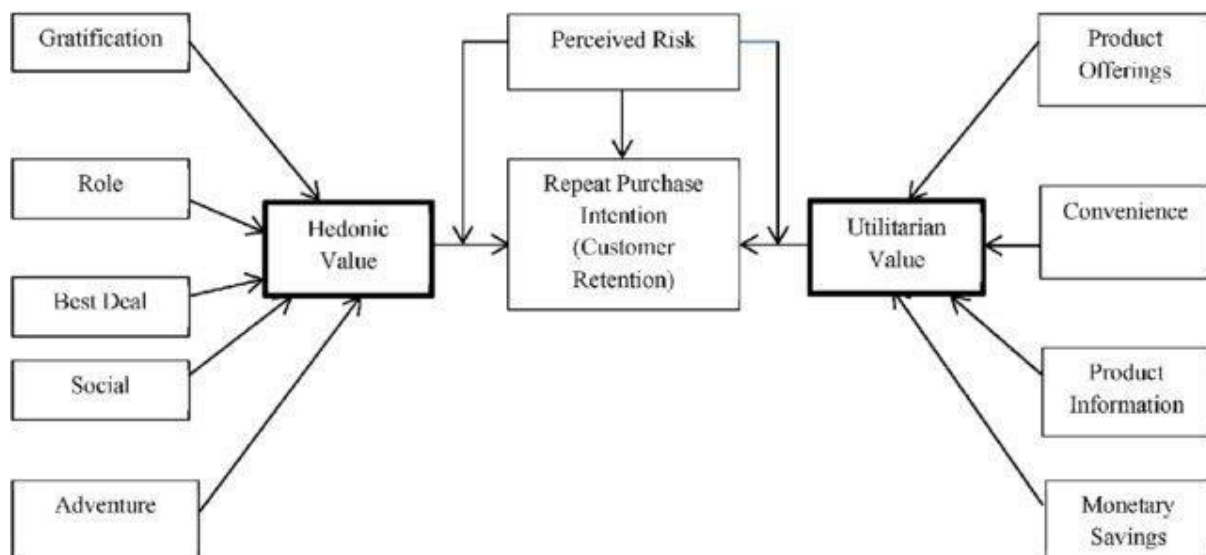 Gratification
Perceived Risk
Product
Offerings
Role
Repeat Purchase
Intention
(Customer
Retention)
Convenience
Hedonic
Value
Utilitarian
Value
Best Deal
Social
Product
Information
Adventure
Monetary
Savings